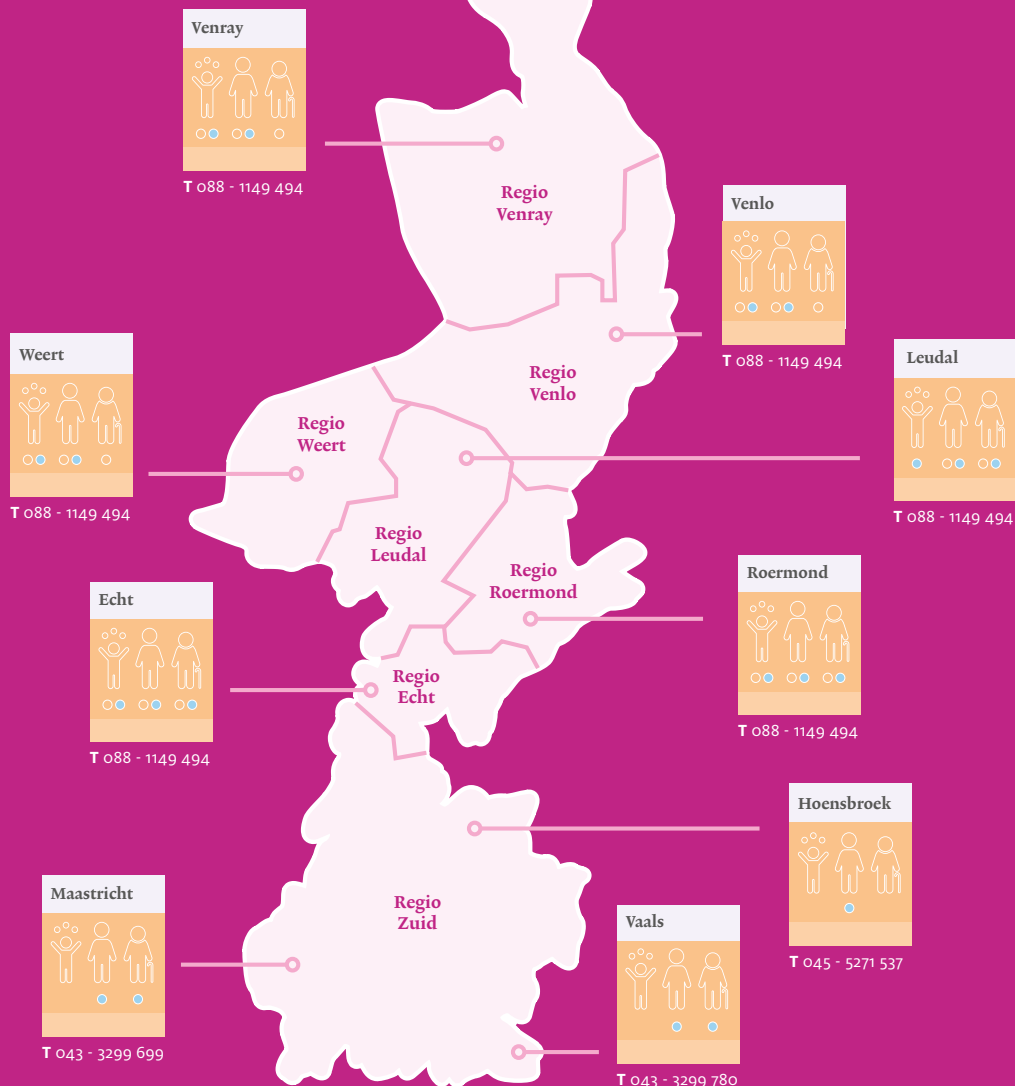 Venray
T 088 - 1149 494
Regio
Venray
Venlo
T 088 - 1149 494
Weert
T 088 - 1149 494
Leudal
T 088 - 1149 494
Regio
Venlo
Regio
Weert
Regio
Leudal
Regio
Roermond
Roermond
T 088 - 1149 494
Echt
T 088 - 1149 494
Regio
Echt
Hoensbroek
T 045 - 5271 537
Maastricht
T 043 - 3299 699
Regio
Zuid
Vaals
T 043 - 3299 780